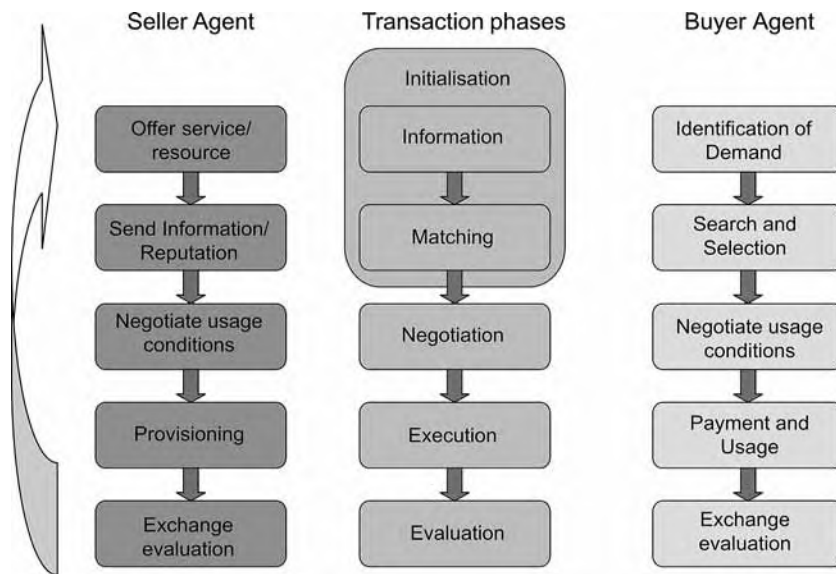 Seller Agent
Transaction phases
Buyer Agent
Initialisation
Offer service/
resource
Information
Identification of
Demand
Send Information/
Reputation
Matching
Search and
Selection
Negotiate usage
conditions
Negotiation
Negotiate usage
conditions
Provisioning
Execution
Payment and
Usage
Exchange
evaluation
Evaluation
Exchange
evaluation